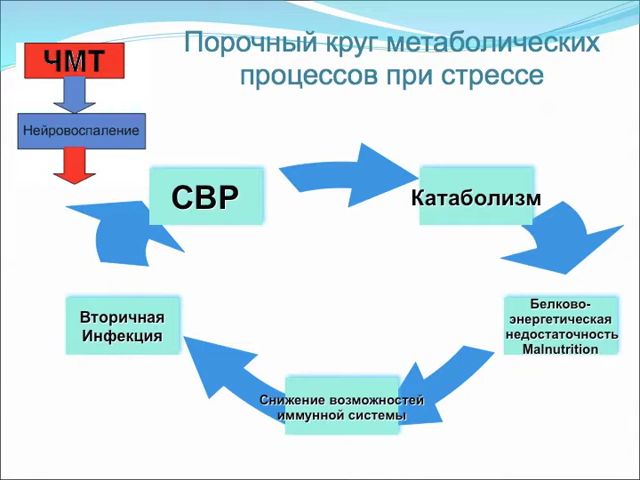 Порочный круг метаболических
процессов при стрессе
ЧМТ
Нейровоспаление
СВР
Катаболизм
Белково-
энергетическая
недостаточность
Malnutrition
Снижение возможностей
иммунной системы
Вторичная
Инфекция